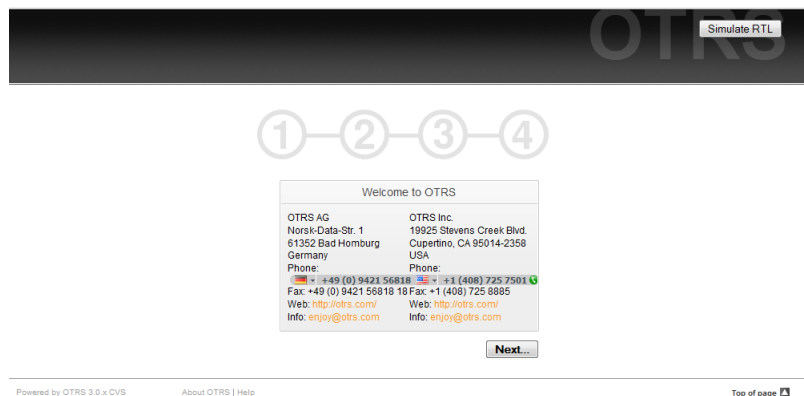 OTRS
Simulate RTL
1 2 3 4
Welcome to OTRS
OTRS AG
Norsk-Data-Str. 1
61352 Bad Homburg
Germany
Phone:
+49 (0) 9421 56818
Fax: +49 (0) 9421 56818 18
Web: http://otrs.com/
Info: enjoy@otrs.com
OTRS Inc.
19925 Stevens Creek Blvd.
Cupertino, CA 95014-2358
USA
Phone:
+1 (408) 725 7501
Fax: +1 (408) 725 8885
Web: http://otrs.com/
Info: enjoy@otrs.com
Next...
Powered by OTRS 3.0.x CVS
About OTRS | Help
Top of page